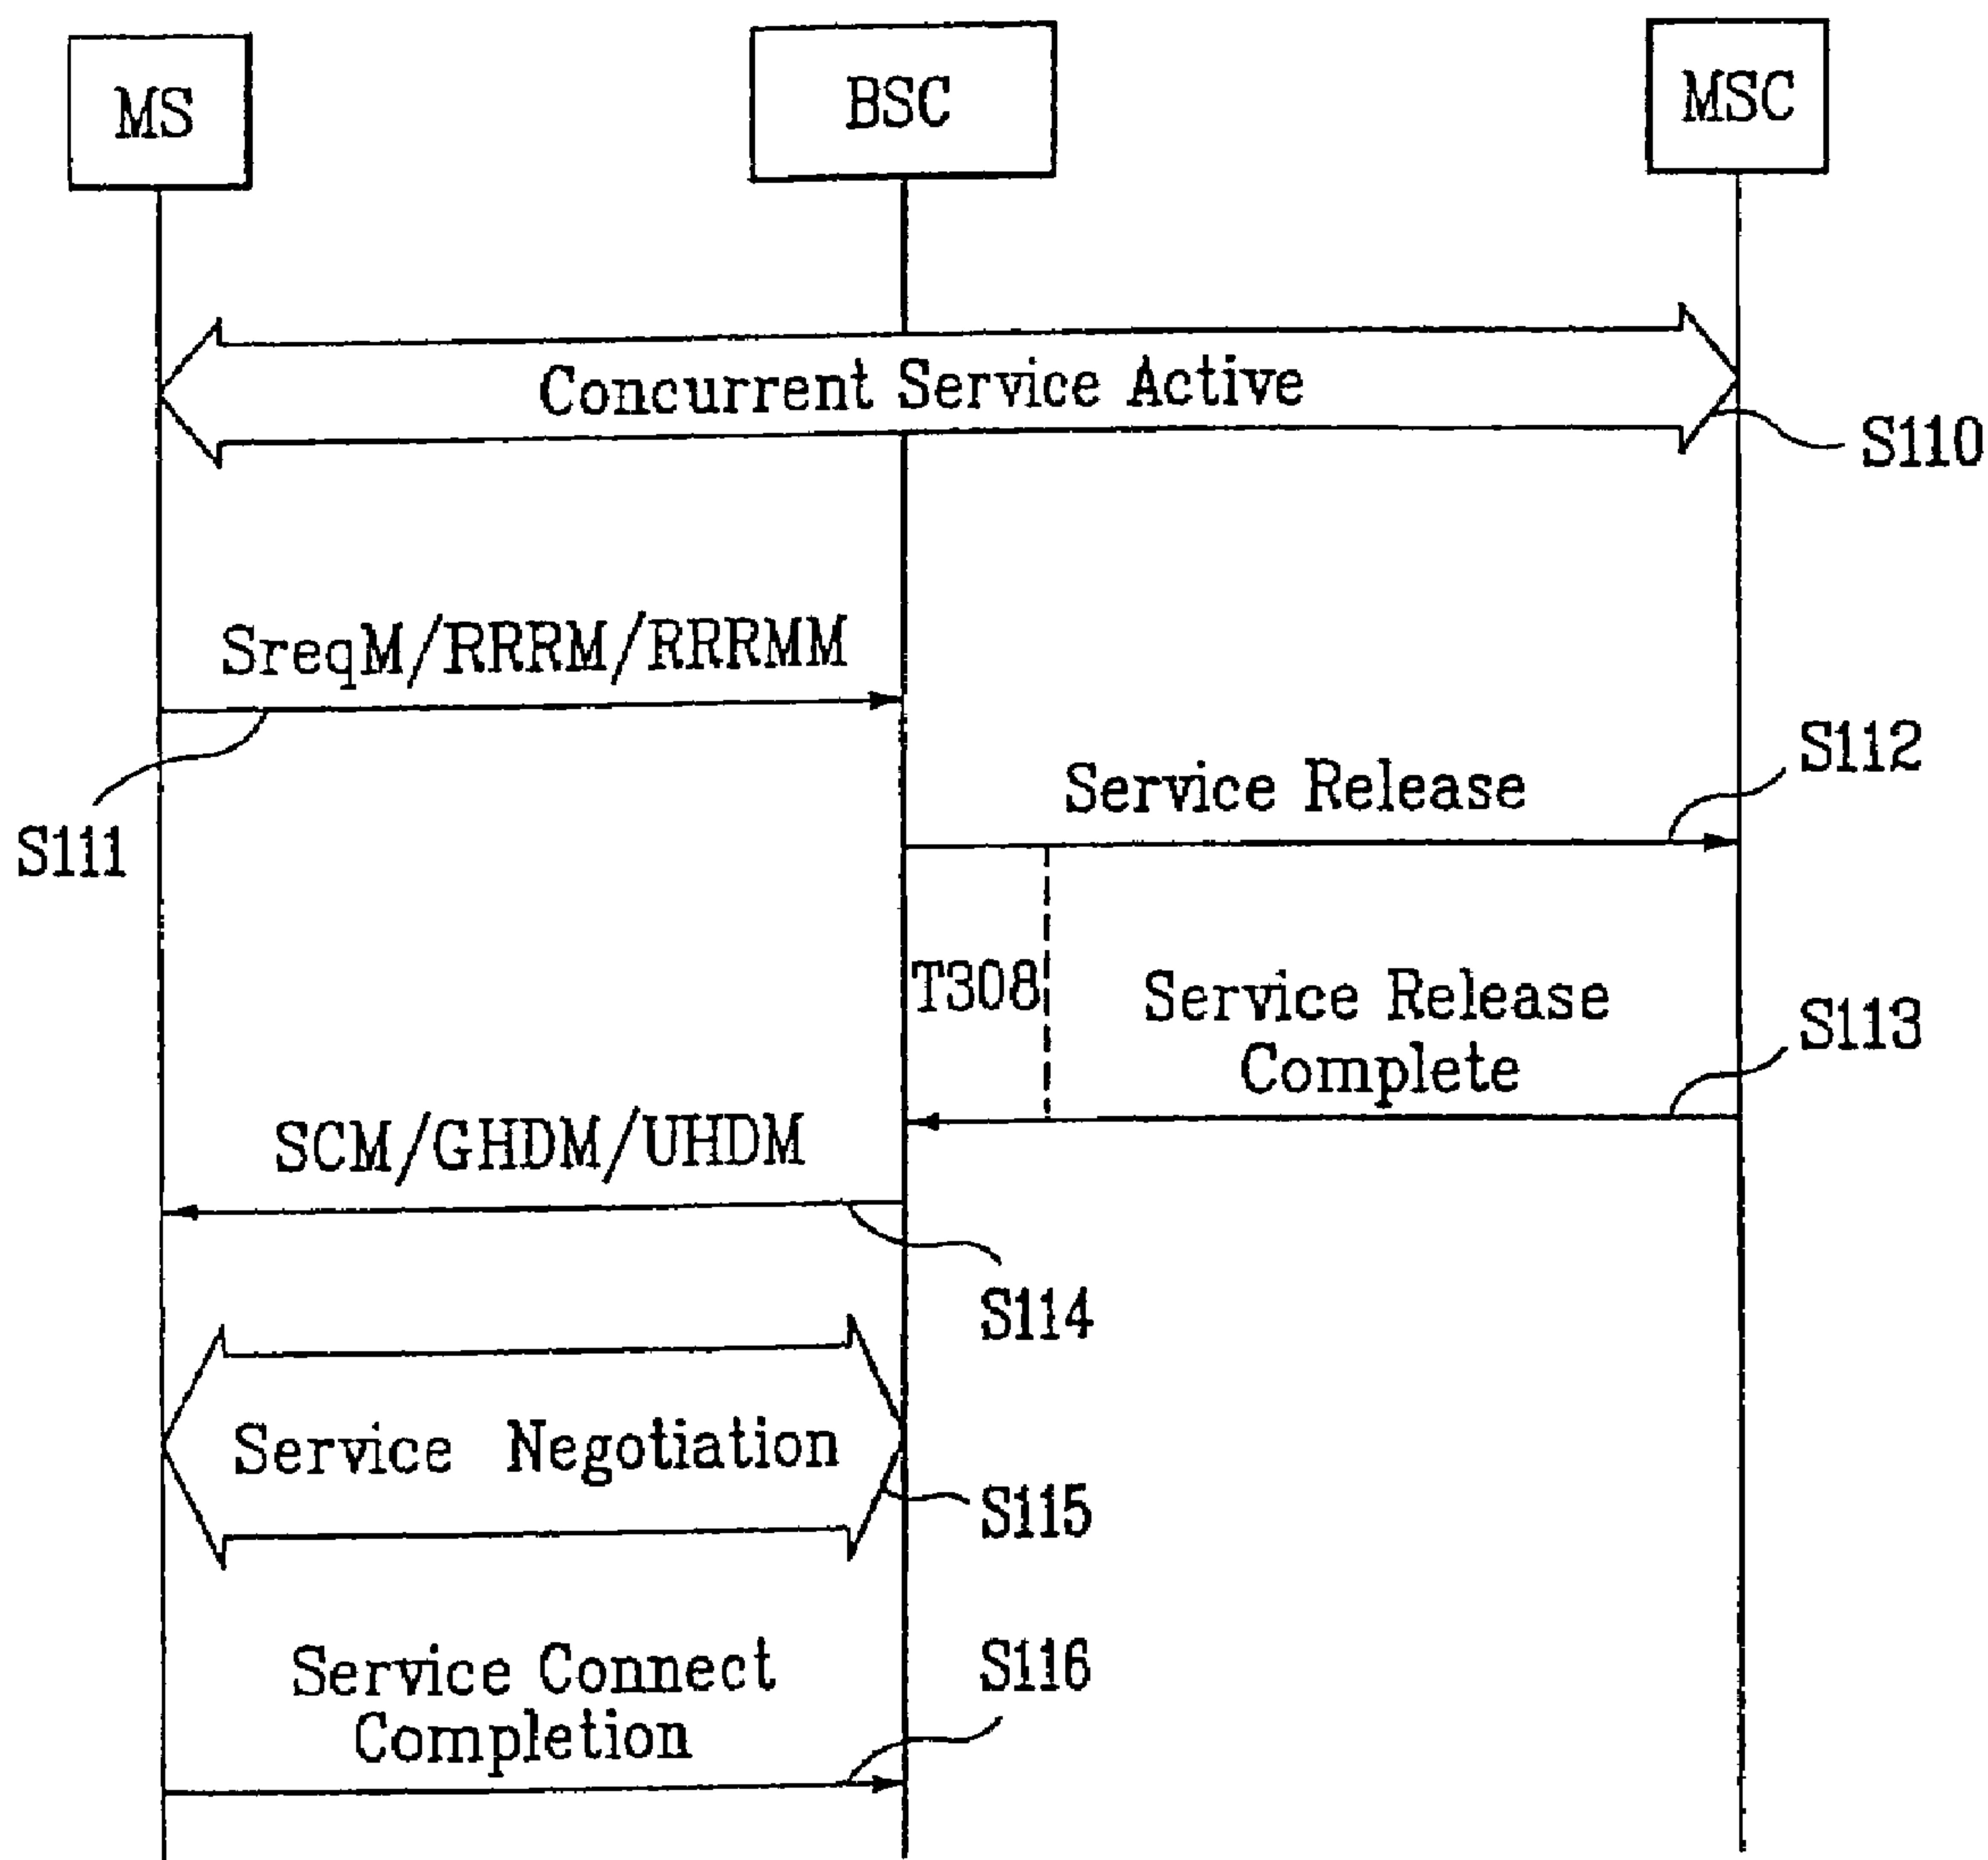 MS
BSC
MSC
Concurrent Service Active
S110
SreqM/RRRM/RRRMM
S111
Service Release
S112
T308
Service Release
Complete
S113
SCM/GHDM/UHDM
S114
Service Negotiation
S115
Service Connect
Completion
S116